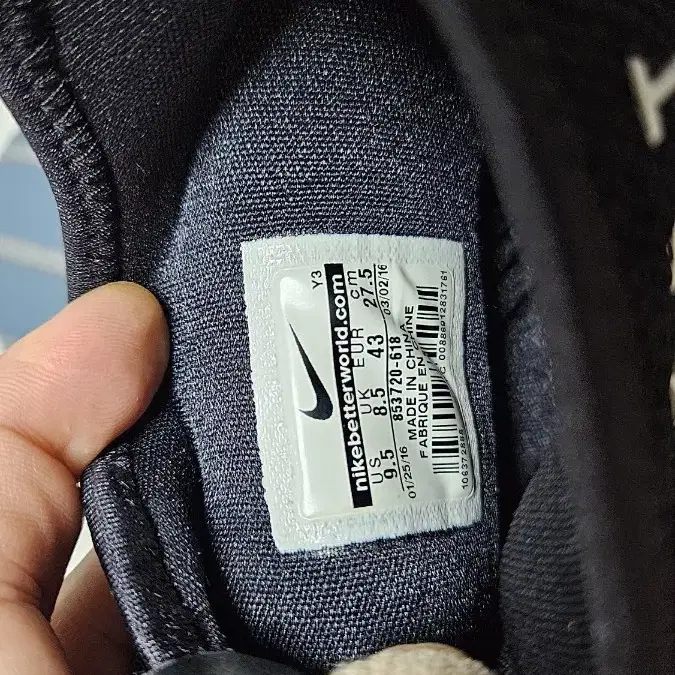 Y3
nikebetterworld.com
US UK EUR cm
9.5 8.5 43 27.5
853720-618
01/25/16 03/02/16
MADE IN CHINA
FABRIQUE EN